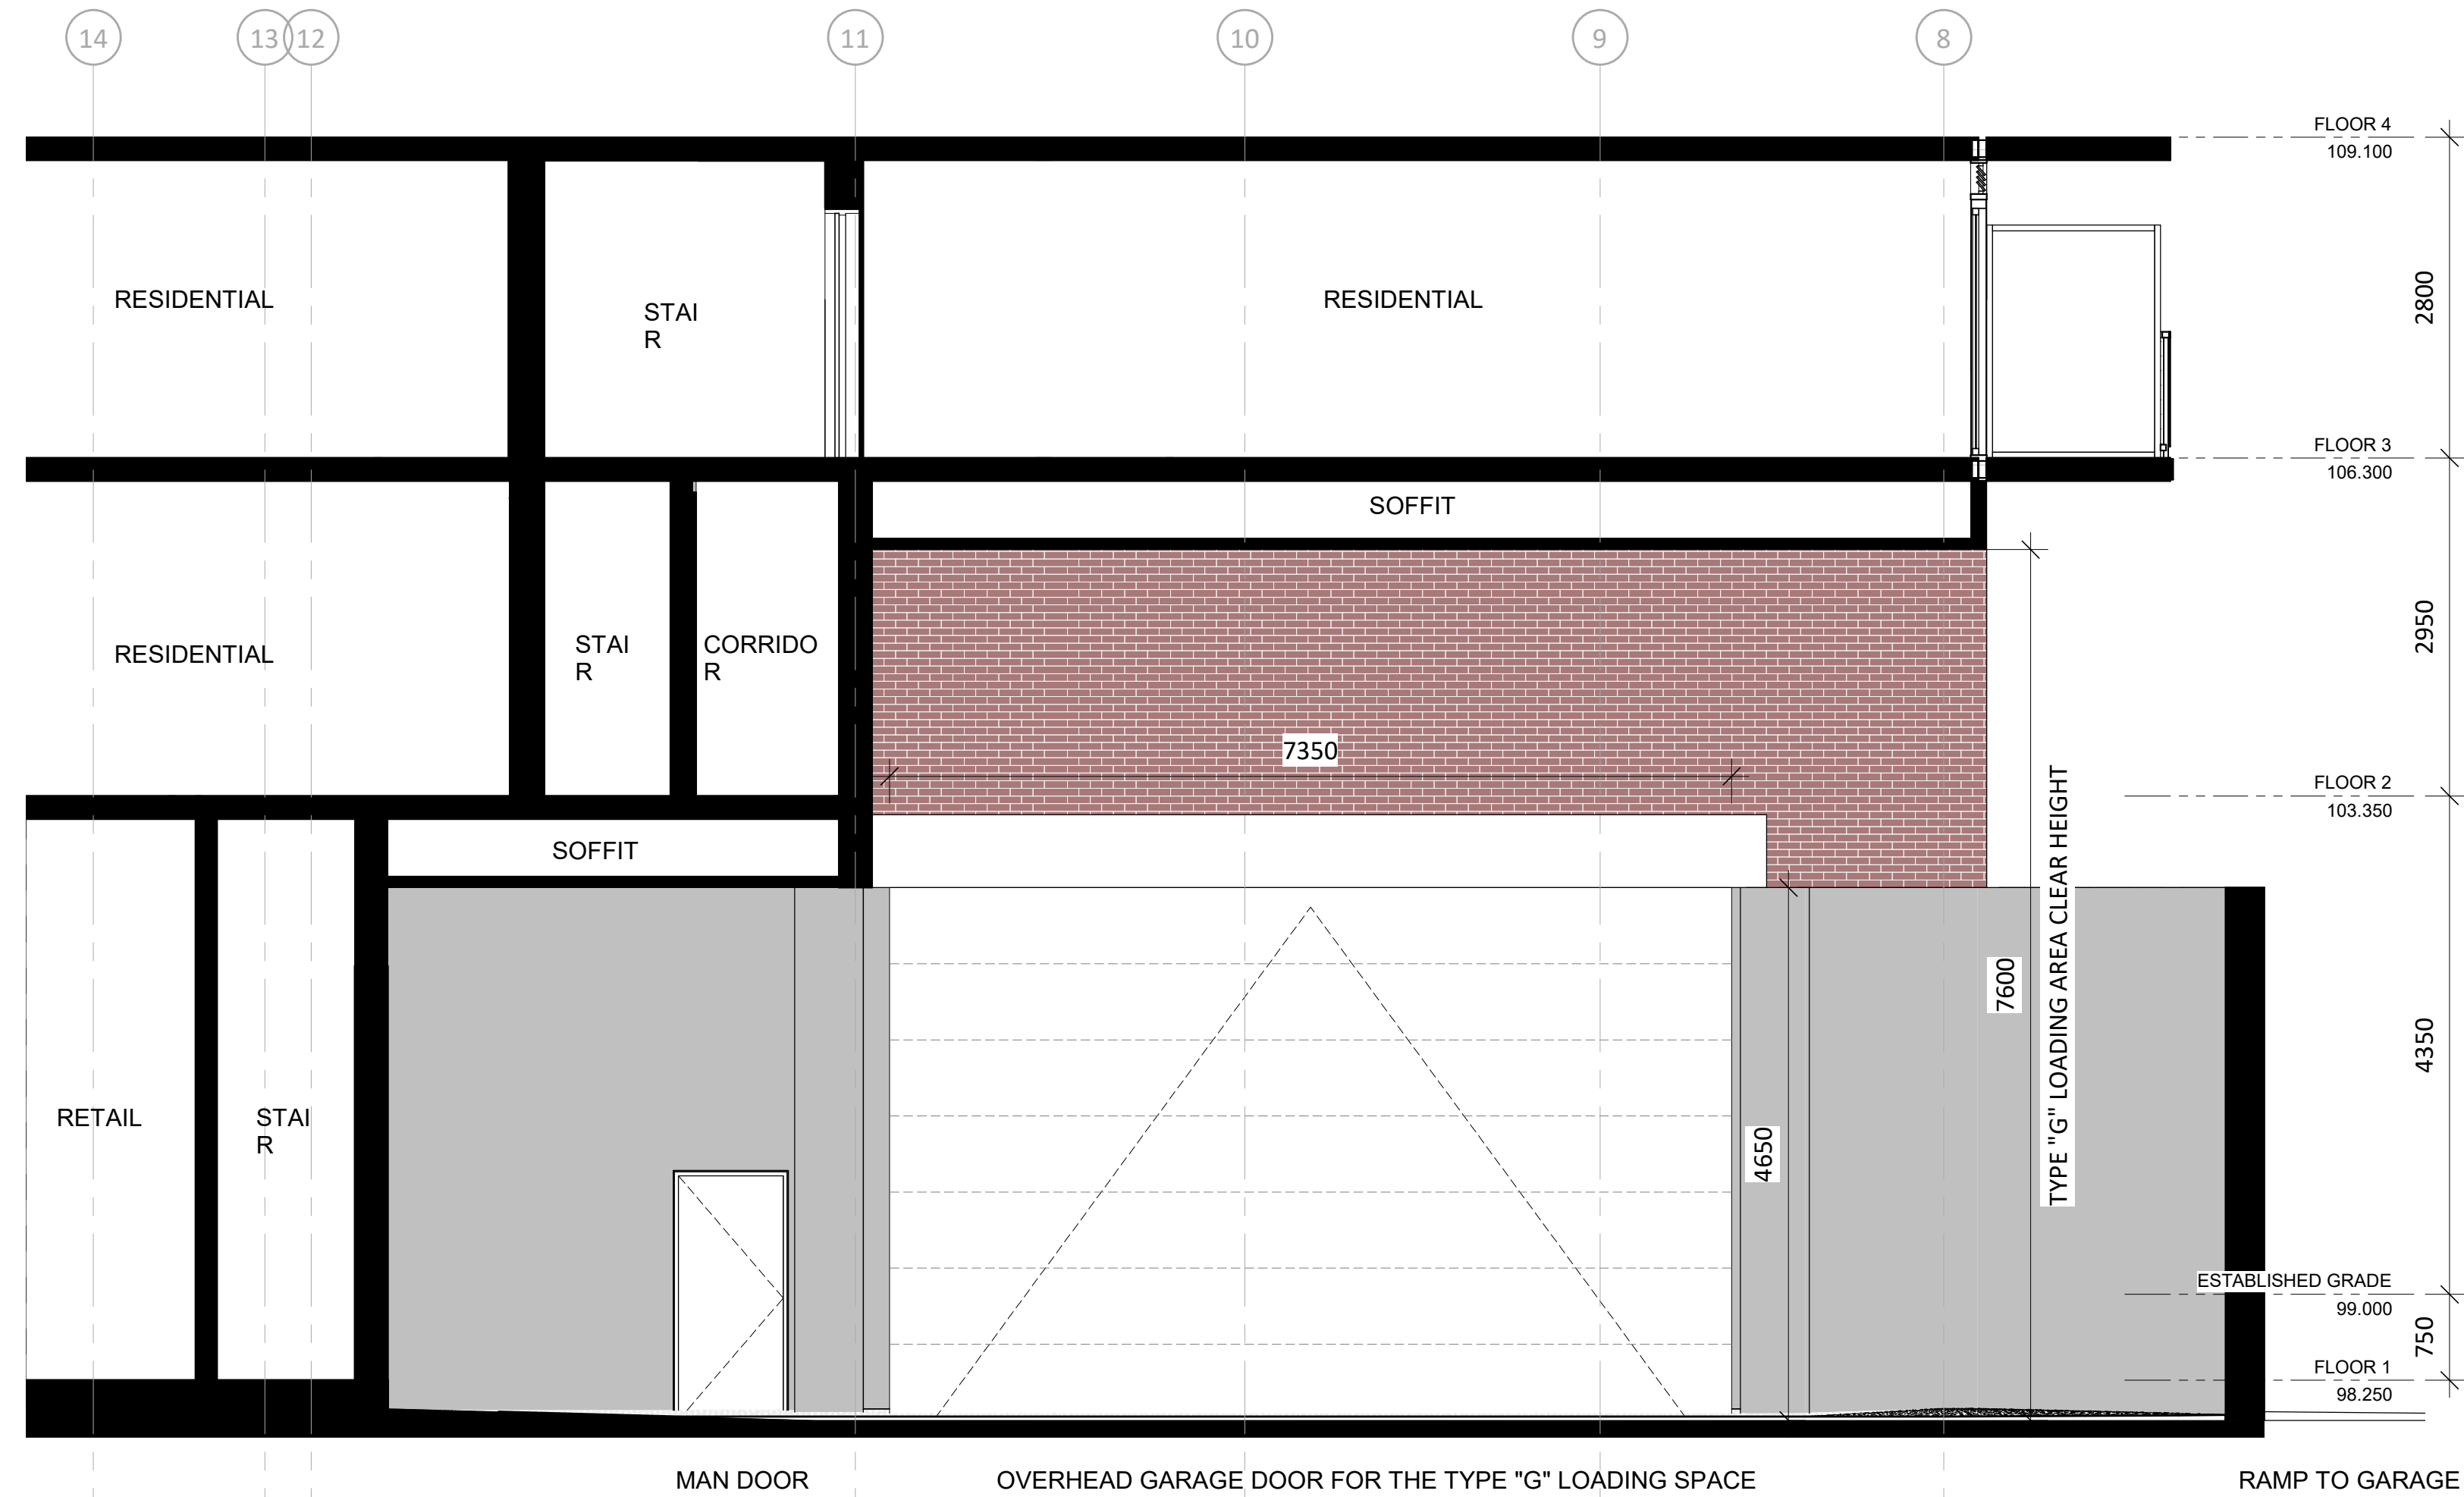 14
13
12
11
10
9
8
FLOOR 4
109.100
RESIDENTIAL
STAI
R
RESIDENTIAL
2800
FLOOR 3
106.300
SOFFIT
RESIDENTIAL
STAI
R
CORRIDO
R
2950
7350
FLOOR 2
103.350
SOFFIT
TYPE "G" LOADING AREA CLEAR HEIGHT
7600
4350
RETAIL
STAI
R
4650
ESTABLISHED GRADE
99.000
750
FLOOR 1
98.250
MAN DOOR
OVERHEAD GARAGE DOOR FOR THE TYPE "G" LOADING SPACE
RAMP TO GARAGE